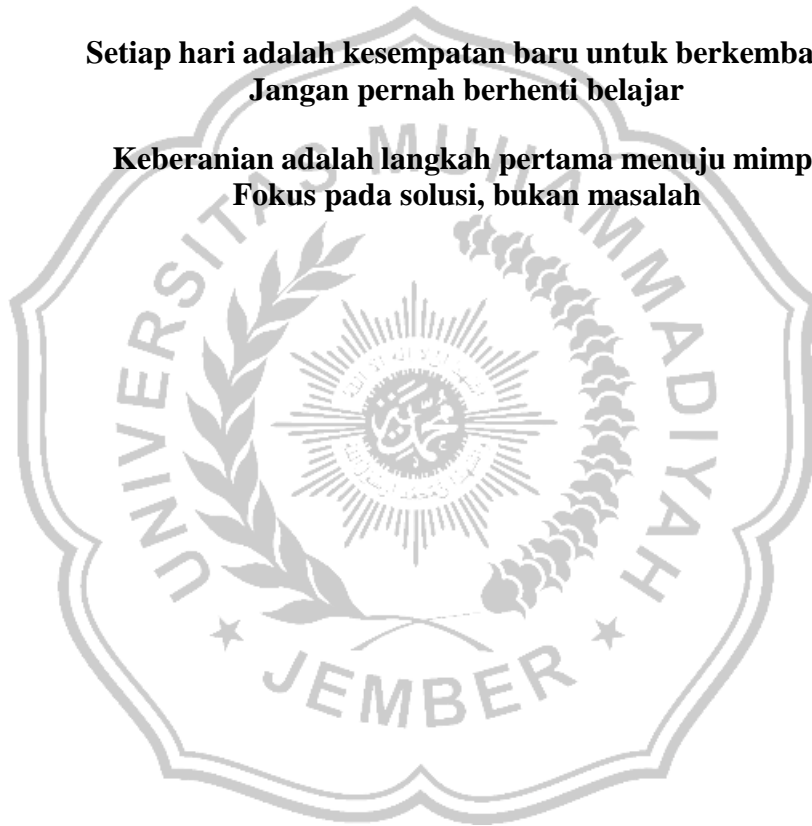 Setiap hari adalah kesempatan baru untuk berkemba
Jangan pernah berhenti belajar
Keberanian adalah langkah pertama menuju mimp
Fokus pada solusi, bukan masalah
UNIVERSITAS MUHAMMADIYAH
JEMBER